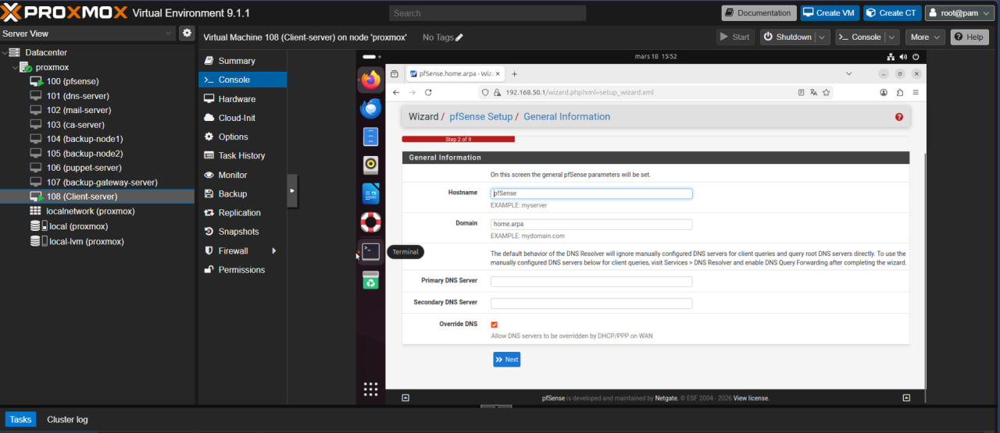 PROXMOX Virtual Environment 9.1.1
Search
Documentation
Create VM
Create CT
root@pam
Server View
Virtual Machine 108 (Client-server) on node 'proxmox'
No Tags
Start
Shutdown
Console
More
Help
Datacenter
proxmox
100 (pfsense)
101 (dns-server)
102 (mail-server)
103 (ca-server)
104 (backup-node1)
105 (backup-node2)
106 (puppet-server)
107 (backup-gateway-server)
108 (Client-server)
localnetwork (proxmox)
local (proxmox)
local-lvm (proxmox)
Summary
Console
Hardware
Cloud-Init
Options
Task History
Monitor
Backup
Replication
Snapshots
Firewall
Permissions
mars 18 15:52
pfSense.home.arpa - Wiz
192.168.50.1/wizard.php?xml=setup_wizard.xml
Wizard / pfSense Setup / General Information
Step 2 of 9
General Information
On this screen the general pfSense parameters will be set.
Hostname
pfSense
EXAMPLE: myserver
Domain
home.arpa
EXAMPLE: mydomain.com
Terminal
The default behavior of the DNS Resolver will ignore manually configured DNS servers for client queries and query root DNS servers directly. To use the
manually configured DNS servers below for client queries, visit Services > DNS Resolver and enable DNS Query Forwarding after completing the wizard.
Primary DNS Server
Secondary DNS Server
Override DNS
Allow DNS servers to be overridden by DHCP/PPP on WAN
Next
pfSense is developed and maintained by Netgate. © ESF 2004 - 2026 View license.
Tasks
Cluster log